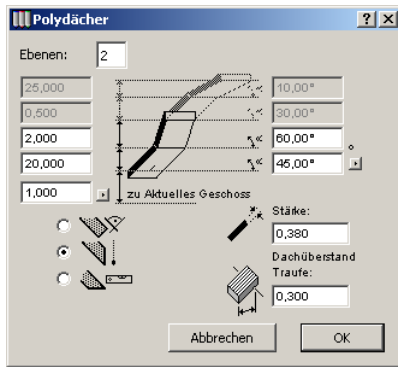 Polydächer
Ebenen: 2
25,000 10,00°
0,500 30,00°
2,000 60,00° °
20,000 45,00°
1,000 zu Aktuelles Geschoss
Stärke:
0,380
Dachüberstand
Traufe:
0,300
Abbrechen OK